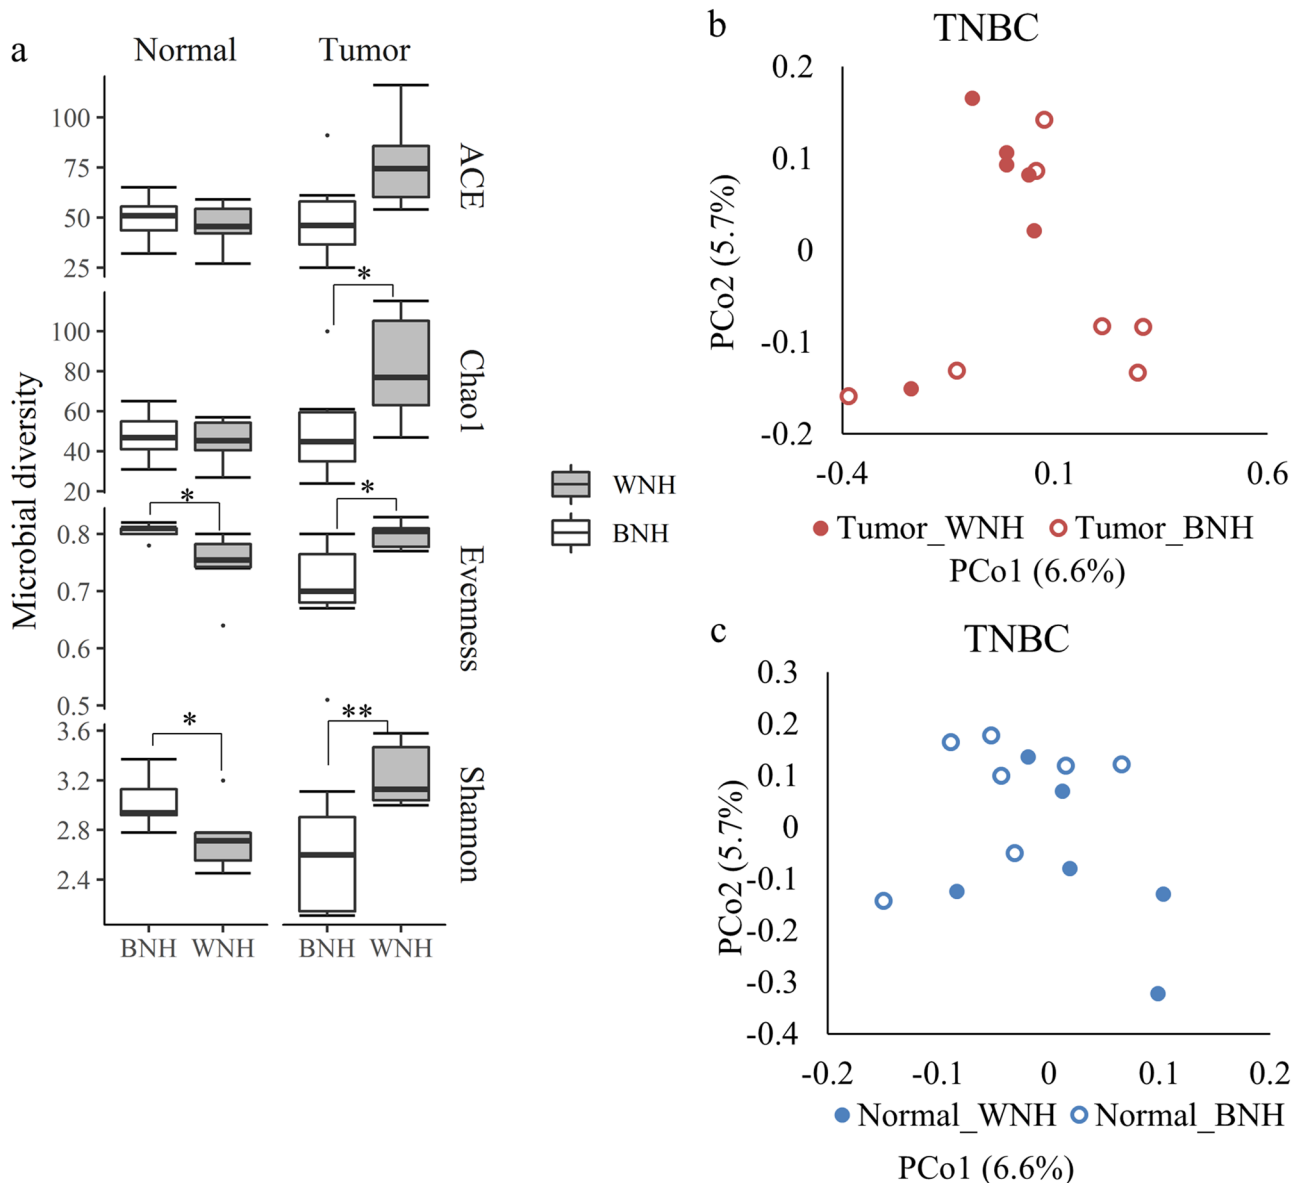 a
Normal
Tumor
Microbial diversity
100
75
50
25
ACE
*
100
80
60
40
20
Chao1
*
*
0.8
0.7
0.6
0.5
Evenness
*
**
3.6
3.2
2.8
2.4
Shannon
BNH
WNH
BNH
WNH
WNH
BNH
b
TNBC
PCo2 (5.7%)
0.2
0.1
0
-0.1
-0.2
-0.4
0.1
0.6
Tumor_WNH
Tumor_BNH
PCo1 (6.6%)
c
TNBC
PCo2 (5.7%)
0.3
0.2
0.1
0
-0.1
-0.2
-0.3
-0.4
-0.2
-0.1
0
0.1
0.2
Normal_WNH
Normal_BNH
PCo1 (6.6%)